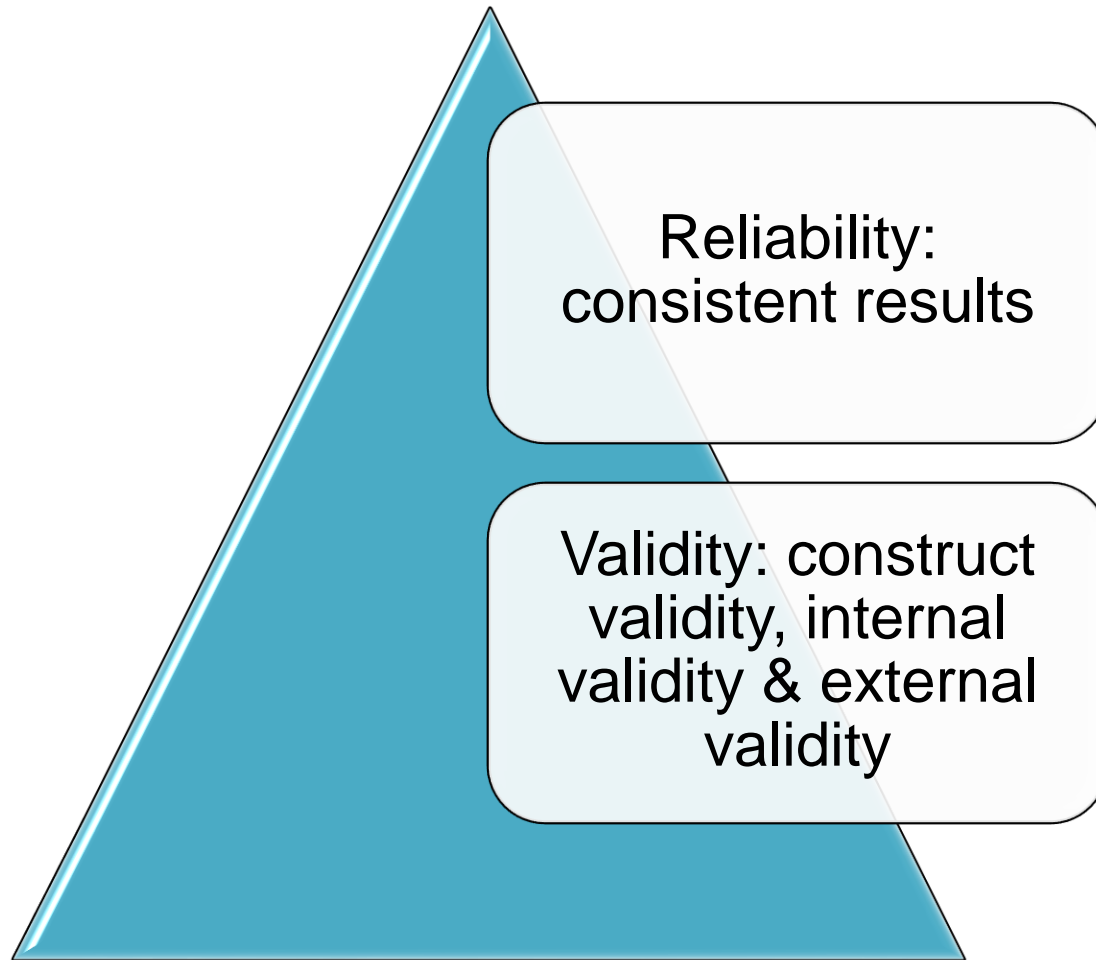 Reliability:
consistent results
Validity: construct
validity, internal
validity & external
validity